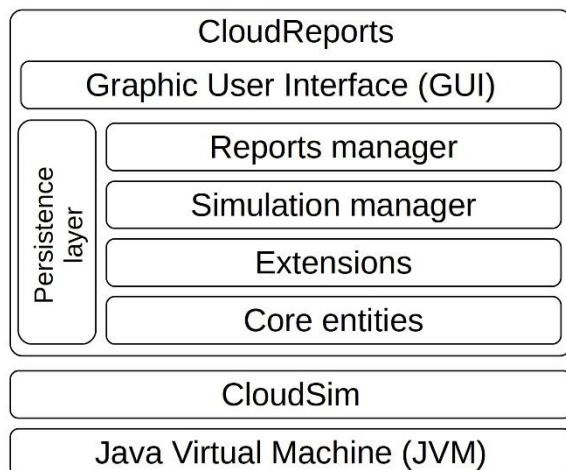 CloudReports
Graphic User Interface (GUI)
Persistence
layer
Reports manager
Simulation manager
Extensions
Core entities
CloudSim
Java Virtual Machine (JVM)